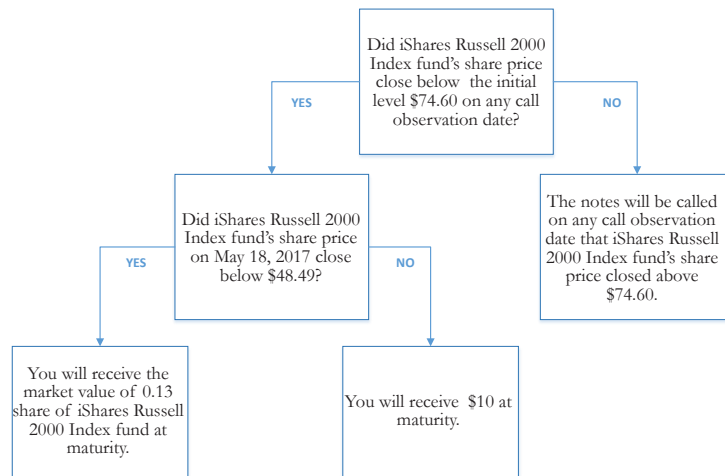 Did iShares Russell 2000
Index fund's share price
close below the initial
level $74.60 on any call
observation date?
YES
NO
Did iShares Russell 2000
Index fund's share price
on May 18, 2017 close
below $48.49?
The notes will be called
on any call observation
date that iShares Russell
2000 Index fund's share
price closed above
$74.60.
YES
NO
You will receive the
market value of 0.13
share of iShares Russell
2000 Index fund at
maturity.
You will receive $10 at
maturity.